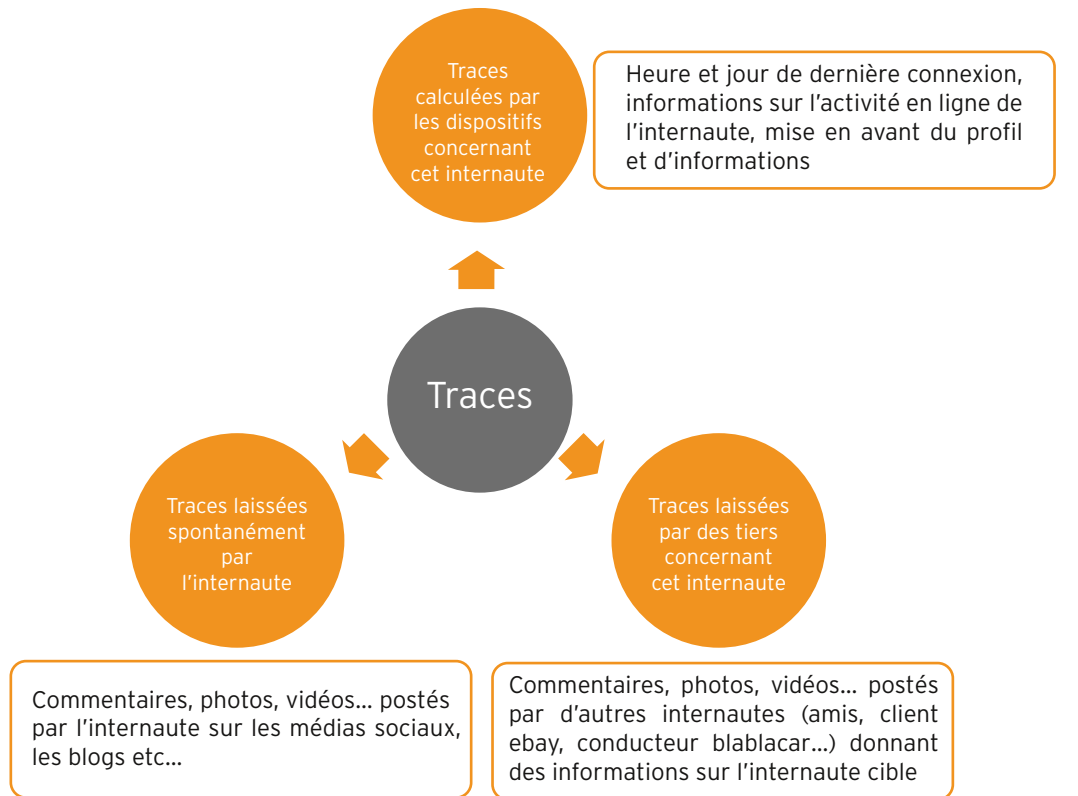 Traces
calculées par
les dispositifs
concernant
cet internaute
Heure et jour de dernière connexion,
informations sur l'activité en ligne de
l'internaute, mise en avant du profil
et d'informations
Traces
Traces laissées
spontanément
par
l'internaute
Traces laissées
par des tiers
concernant
cet internaute
Commentaires, photos, vidéos... postés
par l'internaute sur les médias sociaux,
les blogs etc...
Commentaires, photos, vidéos... postés
par d'autres internautes (amis, client
ebay, conducteur blablacar...) donnant
des informations sur l'internaute cible